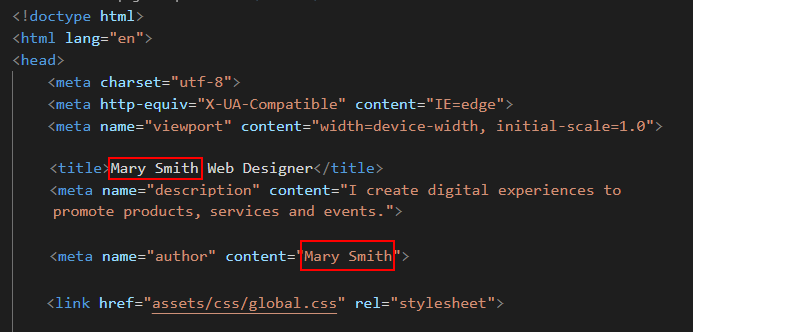 <!doctype html>
<html lang="en">
<head>
<meta charset="utf-8">
<meta http-equiv="X-UA-Compatible" content="IE=edge">
<meta name="viewport" content="width=device-width, initial-scale=1.0">
<title>Mary Smith Web Designer</title>
<meta name="description" content="I create digital experiences to
promote products, services and events.">
<meta name="author" content="Mary Smith">
<link href="assets/css/global.css" rel="stylesheet">